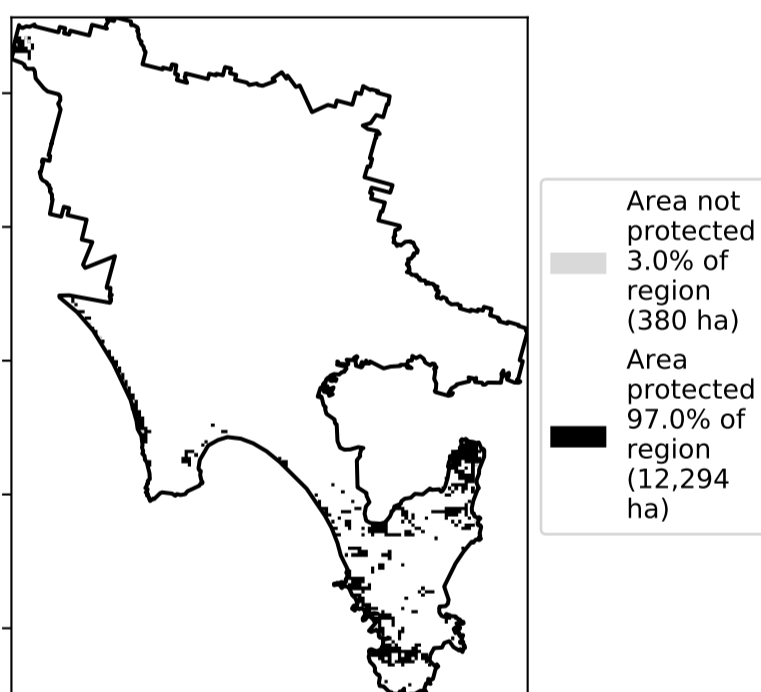 Area not
protected
3.0% of
region
(380 ha)
Area
protected
97.0% of
region
(12,294
ha)